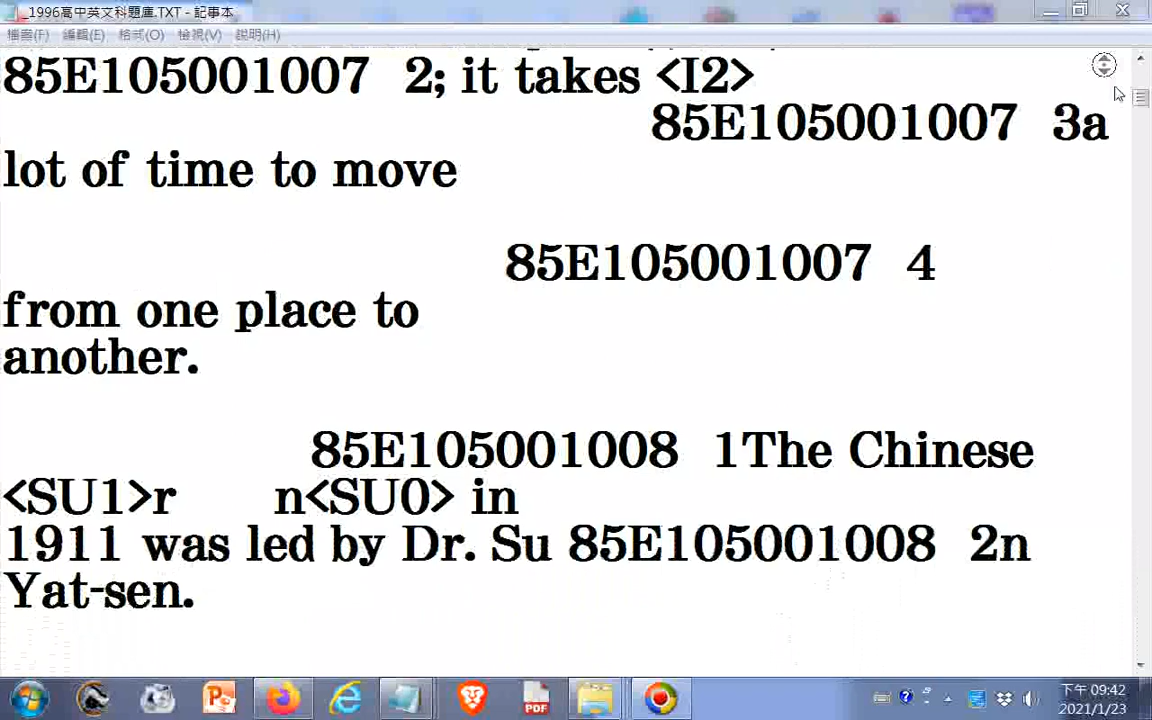 _1996高中英文科題庫.TXT - 記事本
檔案(F) 編輯(E) 格式(O) 檢視(V) 說明(H)
85E105001007 2; it takes <I2>
85E105001007 3a
lot of time to move
85E105001007 4
from one place to
another.
85E105001008 1The Chinese
<SU1>r n<SU0> in
1911 was led by Dr. Su 85E105001008 2n
Yat-sen.
PDF
下午 09:42
2021/1/23